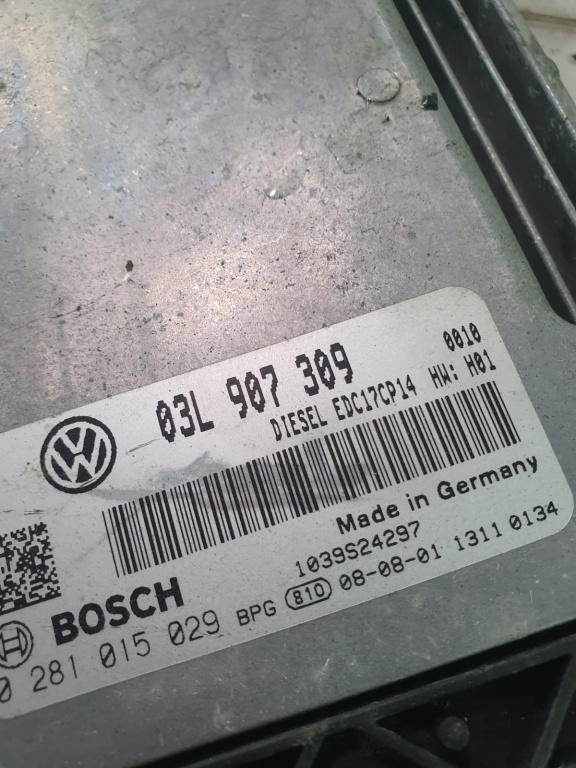 03L 907 309
0010
DIESEL EDC17CP14 HW: H01
Made in Germany
1039S24297
BOSCH
BPG 810 08-08-01 1311 0134
0 281 015 029